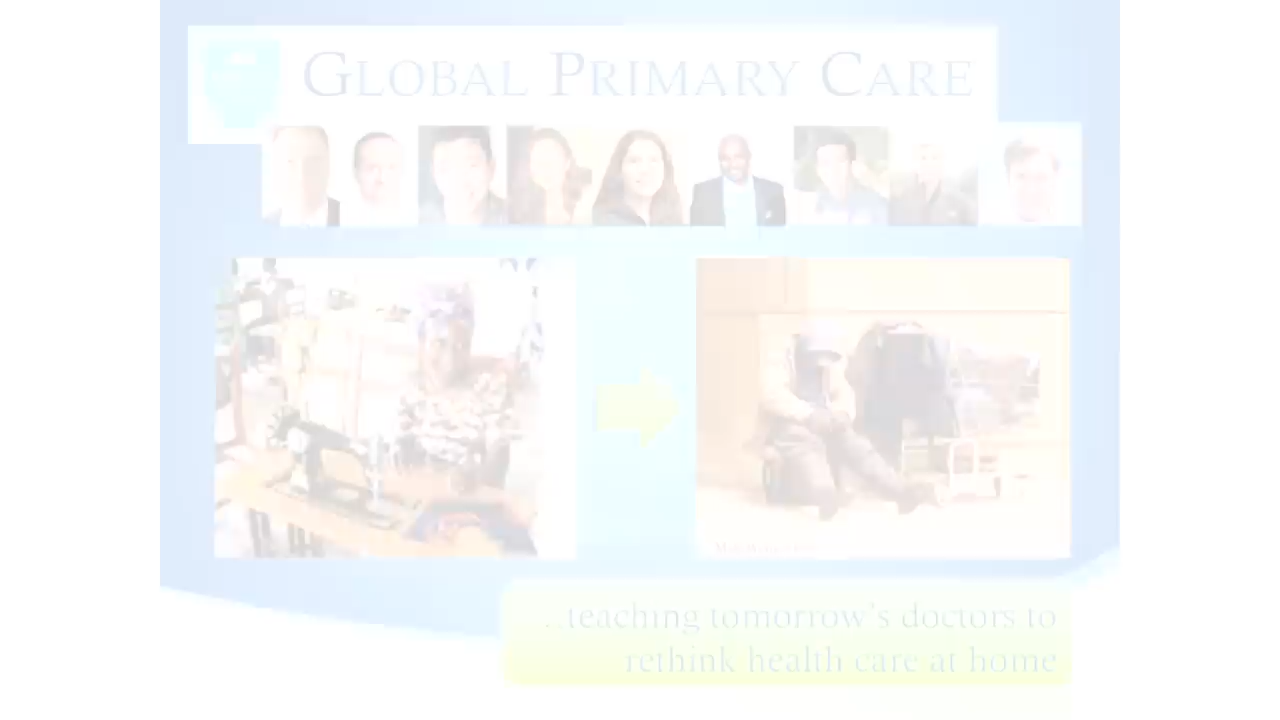 GLOBAL PRIMARY CARE
...teaching tomorrow's doctors to
rethink health care at home